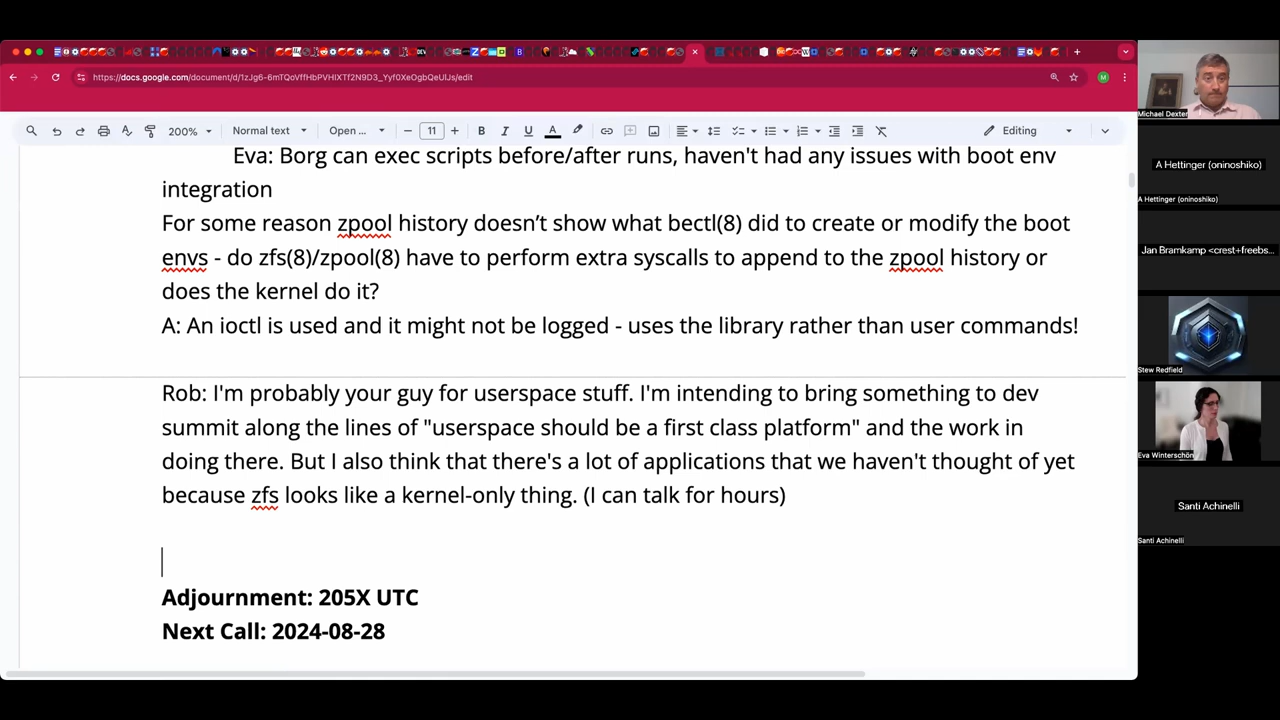 https://docs.google.com/document/d/1zJg6-6mTQoVffHbPVHIXTf2N9D3_Yyf0XeOgbQeUIJs/edit
M
200%
Normal text
Open ...
11
Editing
Eva: Borg can exec scripts before/after runs, haven't had any issues with boot env
integration
For some reason zpool history doesn’t show what bectl(8) did to create or modify the boot
envs - do zfs(8)/zpool(8) have to perform extra syscalls to append to the zpool history or
does the kernel do it?
A: An ioctl is used and it might not be logged - uses the library rather than user commands!
Rob: I'm probably your guy for userspace stuff. I'm intending to bring something to dev
summit along the lines of "userspace should be a first class platform" and the work in
doing there. But I also think that there's a lot of applications that we haven't thought of yet
because zfs looks like a kernel-only thing. (I can talk for hours)
Adjournment: 205X UTC
Next Call: 2024-08-28
Michael Dexter
A Hettinger (oninoshiko)
A Hettinger (oninoshiko)
Jan Bramkamp <crest+freebs...
Stew Redfield
Eva Winterschön
Santi Achinelli
Santi Achinelli